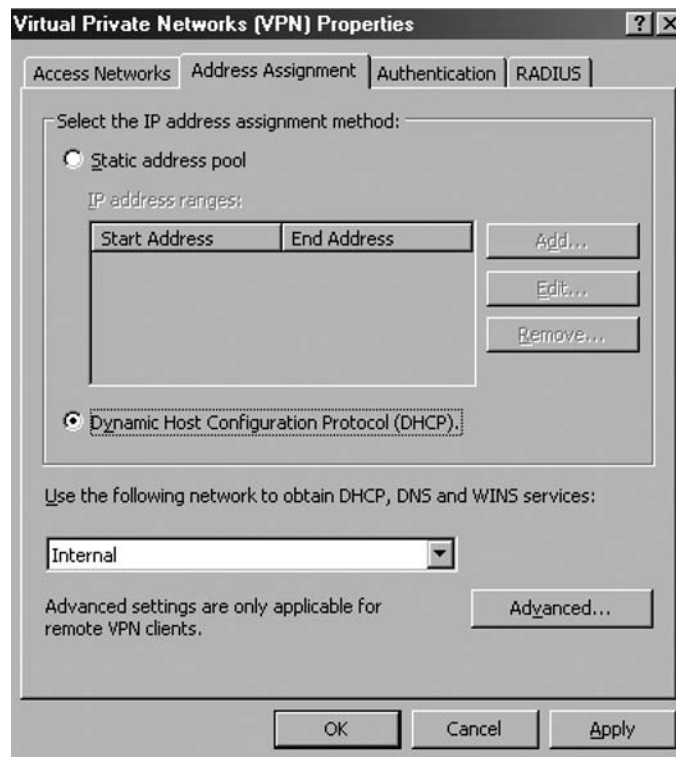 Virtual Private Networks (VPN) Properties
Access Networks
Address Assignment
Authentication
RADIUS
Select the IP address assignment method:
Static address pool
IP address ranges:
Start Address
End Address
Add...
Edit...
Remove...
Dynamic Host Configuration Protocol (DHCP).
Use the following network to obtain DHCP, DNS and WINS services:
Internal
Advanced settings are only applicable for
remote VPN clients.
Advanced...
OK
Cancel
Apply